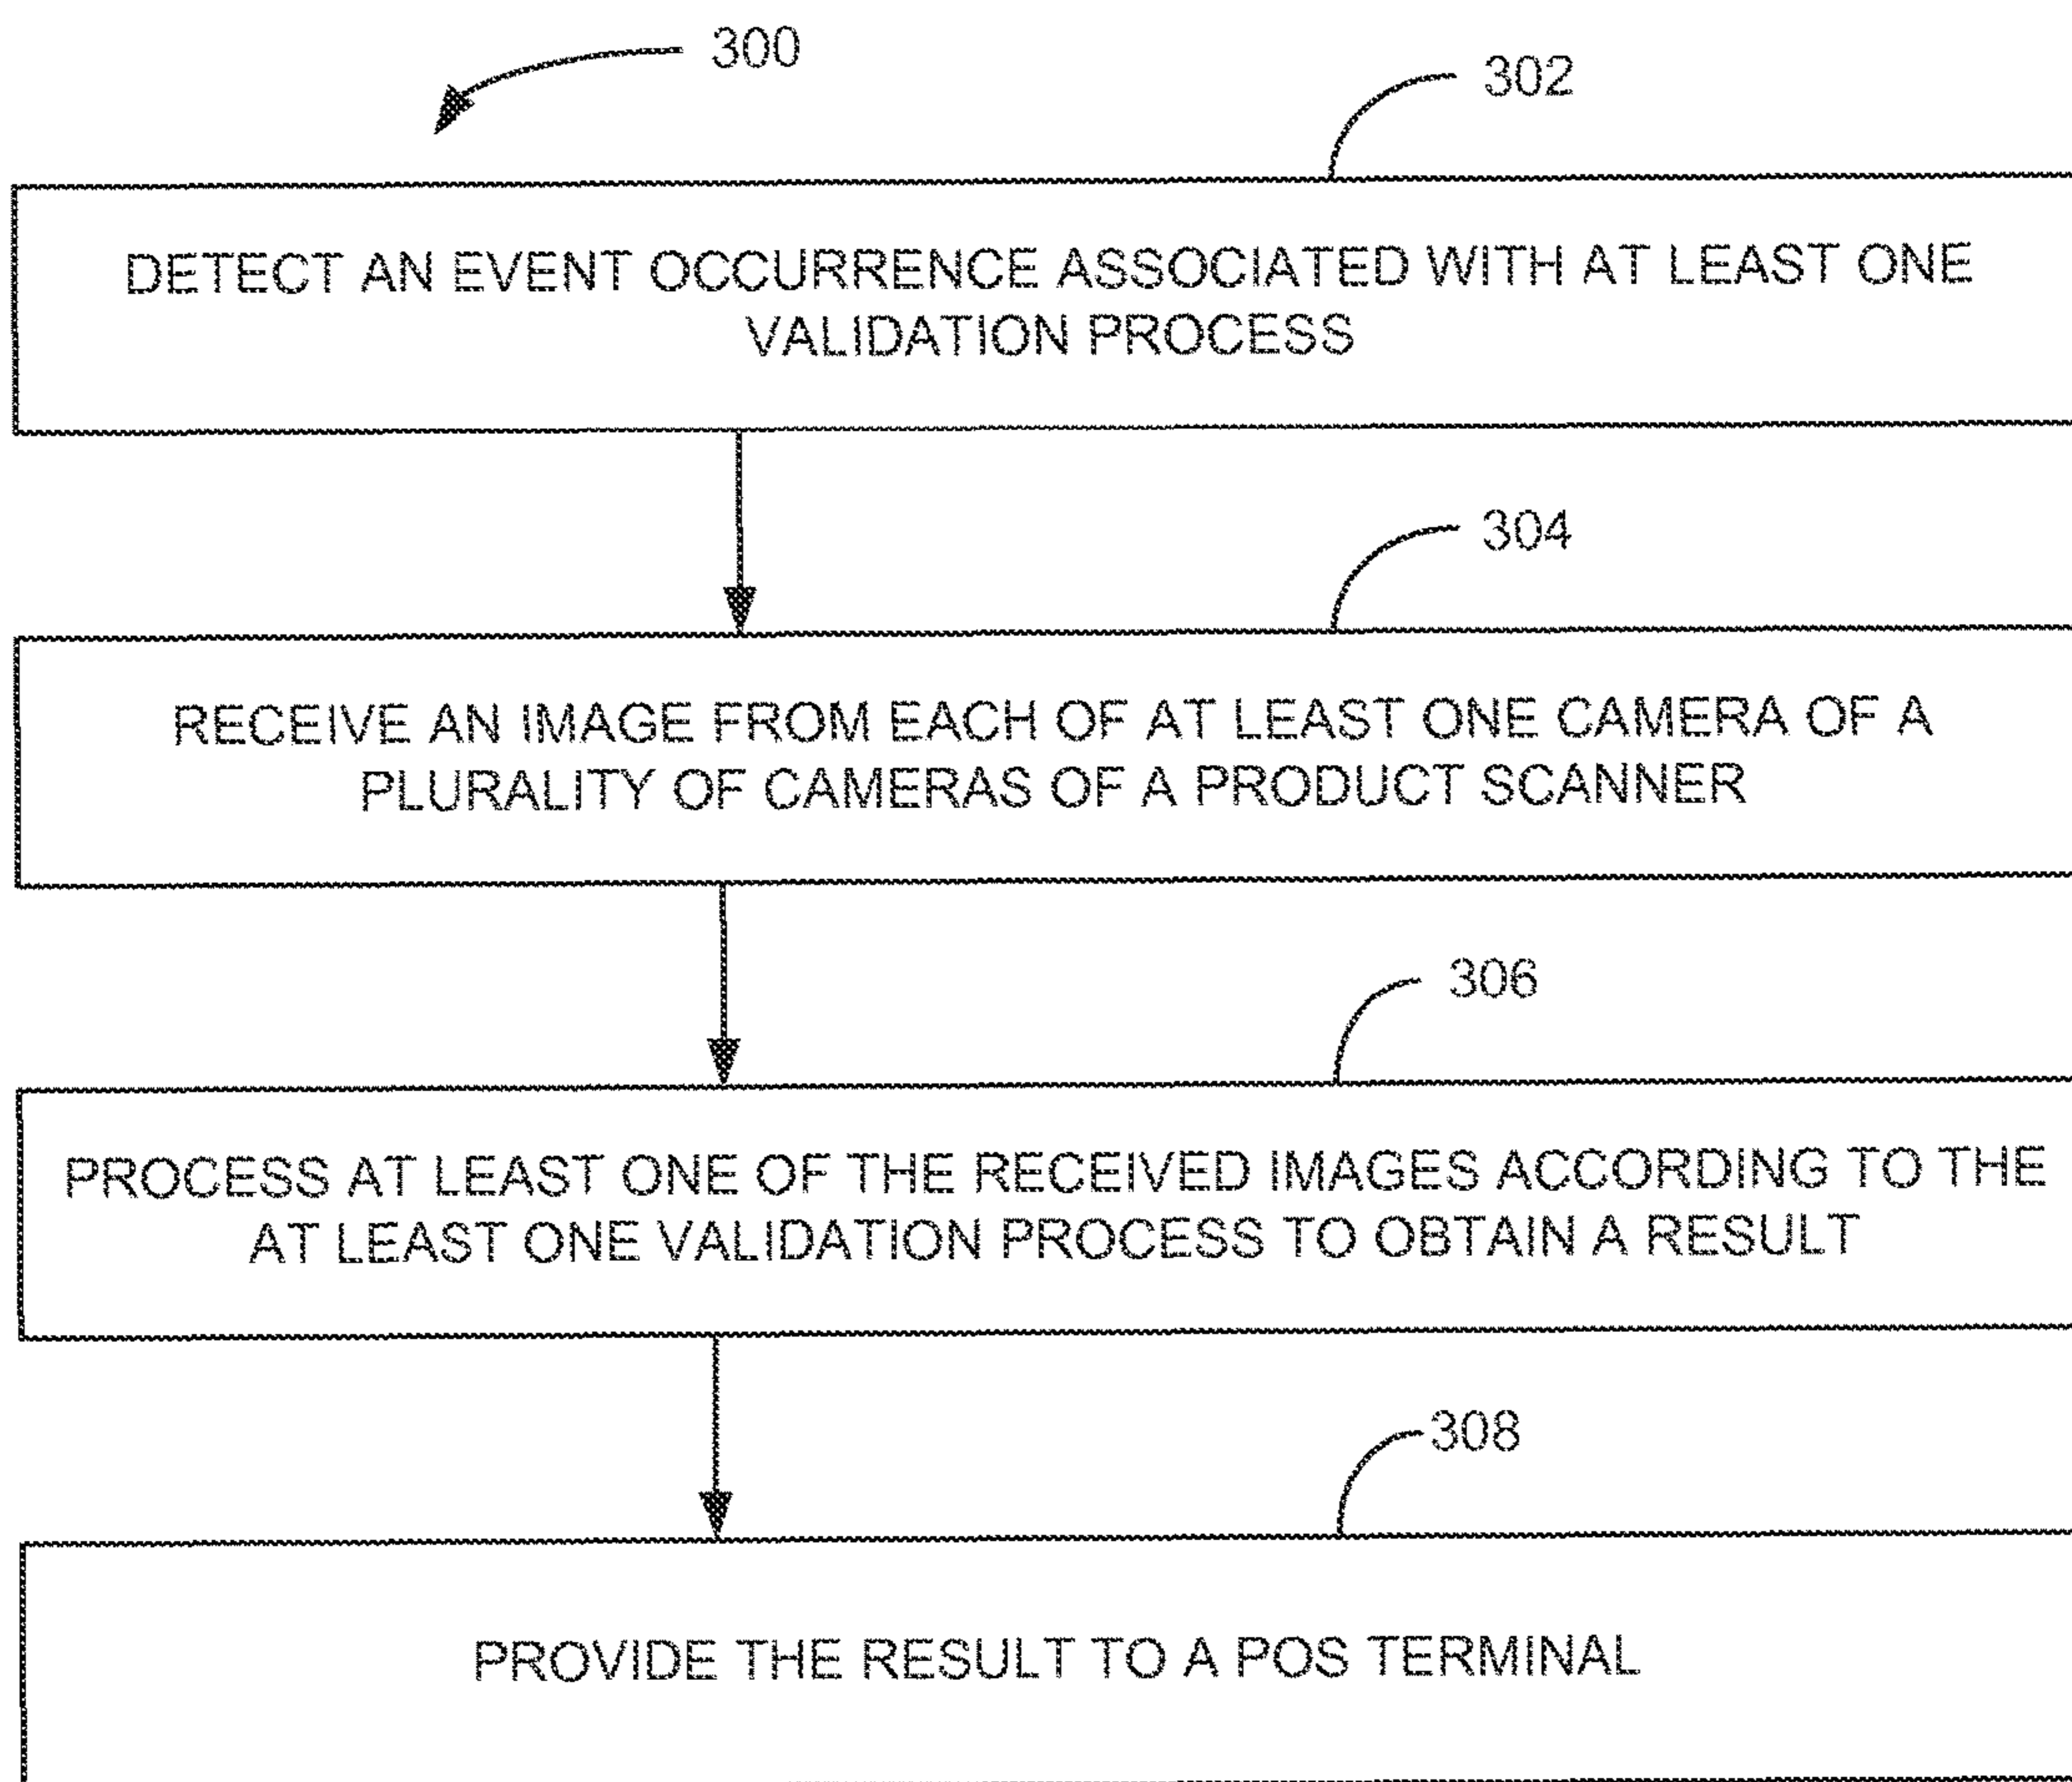 300
302
DETECT AN EVENT OCCURRENCE ASSOCIATED WITH AT LEAST ONE
VALIDATION PROCESS
304
RECEIVE AN IMAGE FROM EACH OF AT LEAST ONE CAMERA OF A
PLURALITY OF CAMERAS OF A PRODUCT SCANNER
306
PROCESS AT LEAST ONE OF THE RECEIVED IMAGES ACCORDING TO THE
AT LEAST ONE VALIDATION PROCESS TO OBTAIN A RESULT
308
PROVIDE THE RESULT TO A POS TERMINAL